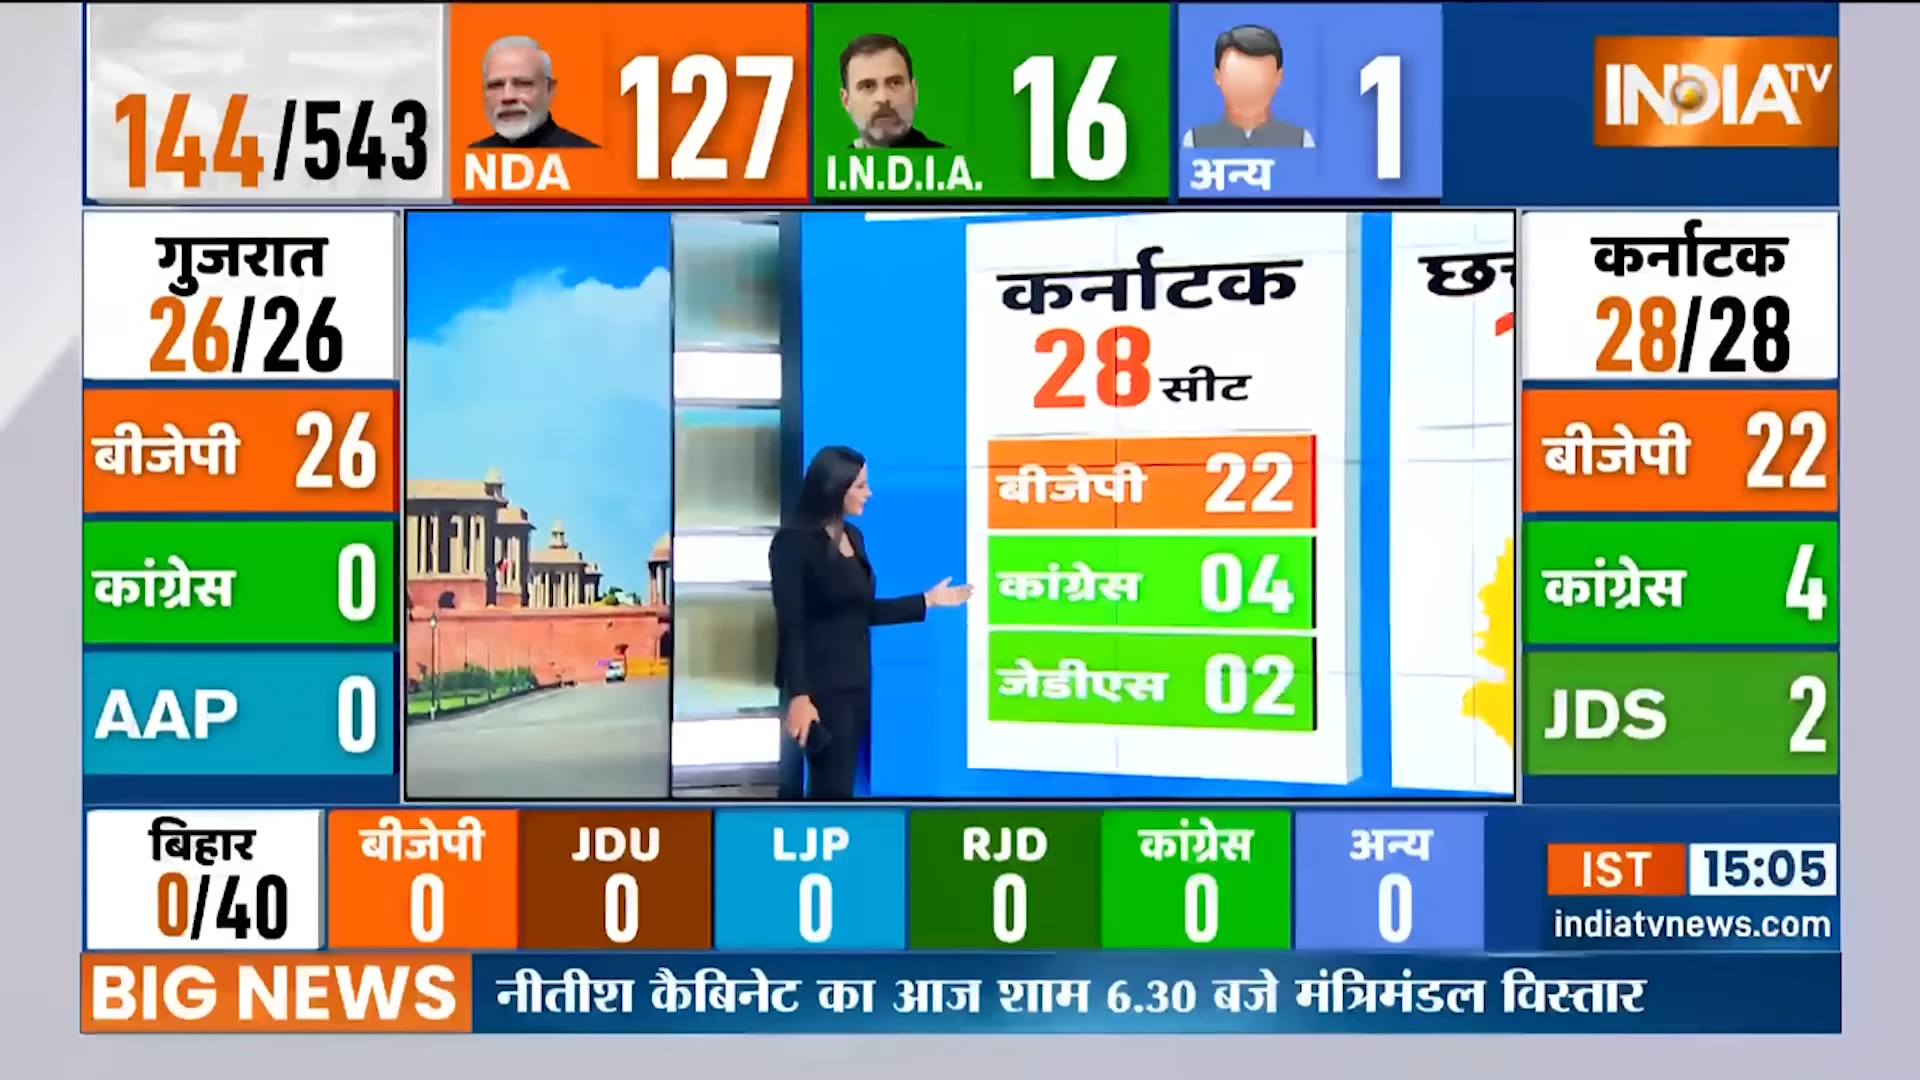 144/543
NDA 127
I.N.D.I.A. 16
अन्य 1
INDIA TV
गुजरात
26/26
बीजेपी 26
कांग्रेस 0
AAP 0
कर्नाटक
28 सीट
बीजेपी 22
कांग्रेस 04
जेडीएस 02
कर्नाटक
28/28
बीजेपी 22
कांग्रेस 4
JDS 2
बिहार
0/40
बीजेपी 0
JDU 0
LJP 0
RJD 0
कांग्रेस 0
अन्य 0
IST 15:05
indiatvnews.com
BIG NEWS नीतीश कैबिनेट का आज शाम 6.30 बजे मंत्रिमंडल विस्तार